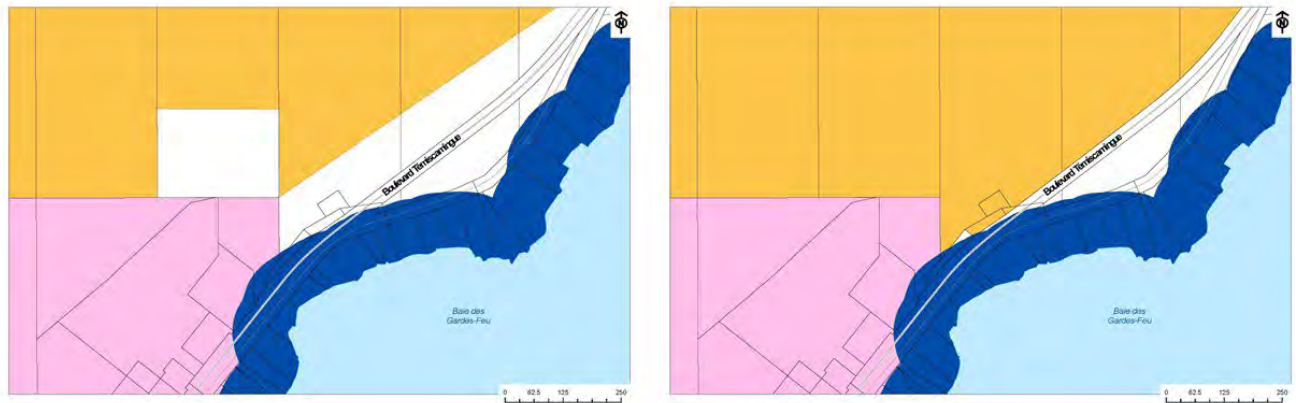 N
Boulevard Témiscamingue
Baie des
Gardes-Feu
0 62.5 125 250
N
Boulevard Témiscamingue
Baie des
Gardes-Feu
0 62.5 125 250